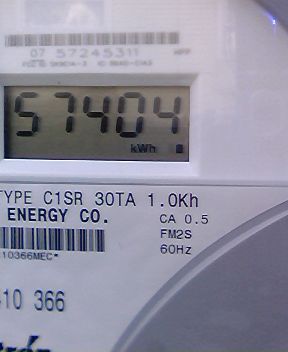 07 57245311
57404
kWh
TYPE C1SR 30TA 1.0Kh
ENERGY CO.
CA 0.5
FM2S
60Hz
10366MEC*
10 366